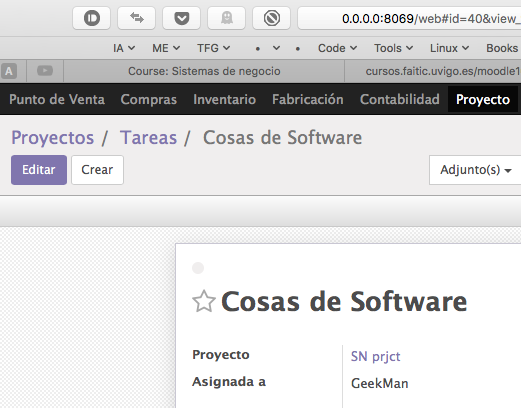 0.0.0.0:8069/web#id=40&view_
IA ME TFG • • • Code Tools Linux Books
A Course: Sistemas de negocio cursos.faitic.uvigo.es/moodle1
Punto de Venta Compras Inventario Fabricación Contabilidad Proyecto
Proyectos / Tareas / Cosas de Software
Editar Crear Adjunto(s)
Cosas de Software
Proyecto SN prjct
Asignada a GeekMan